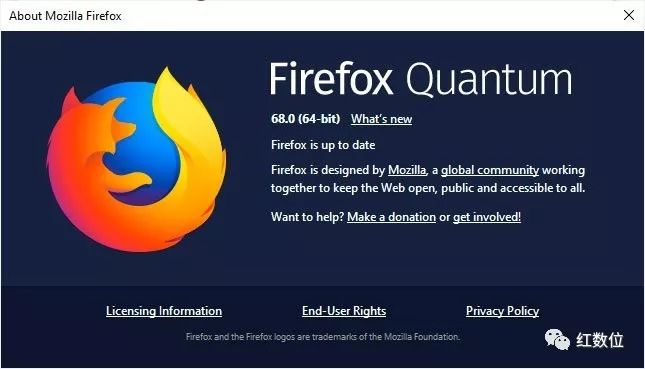 About Mozilla Firefox
Firefox Quantum
68.0 (64-bit) What's new
Firefox is up to date
Firefox is designed by Mozilla, a global community working
together to keep the Web open, public and accessible to all.
Want to help? Make a donation or get involved!
Licensing Information End-User Rights Privacy Policy
Firefox and the Firefox logos are trademarks of the Mozilla Foundation.
红数位